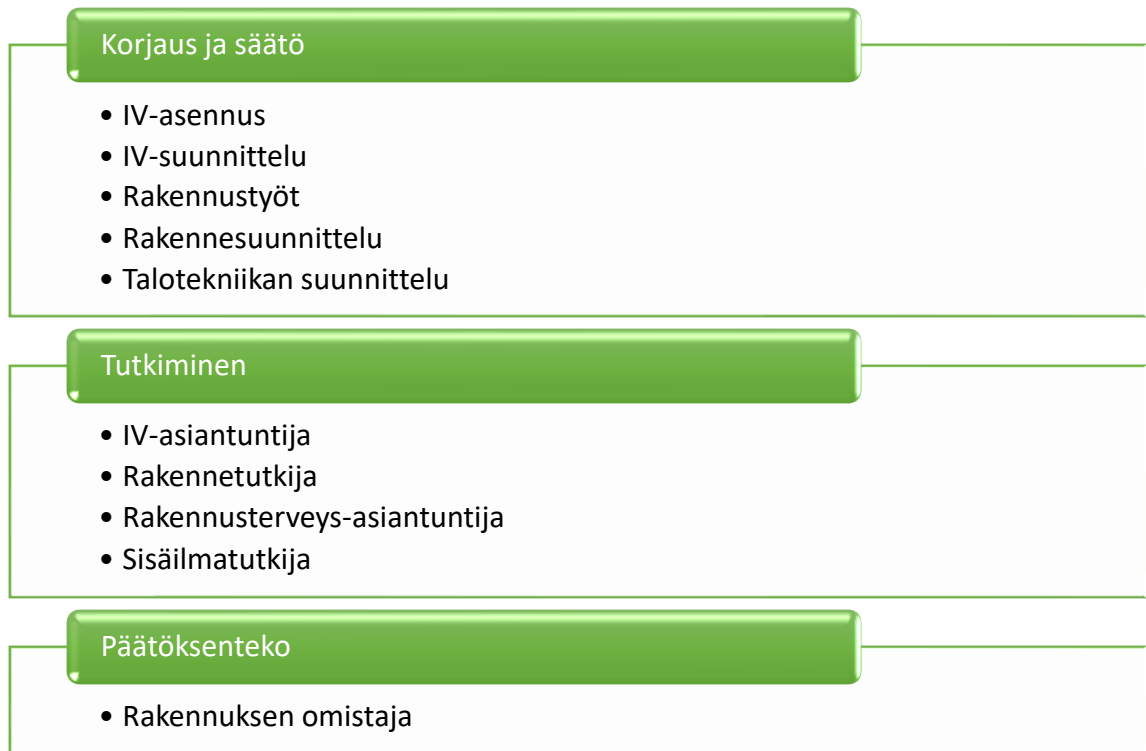 Korjaus ja säätö
• IV-asennus
• IV-suunnittelu
• Rakennustyöt
• Rakennesuunnittelu
• Talotekniikan suunnittelu
Tutkiminen
• IV-asiantuntija
• Rakennetutkija
• Rakennusterveys-asiantuntija
• Sisäilmatutkija
Päätöksenteko
• Rakennuksen omistaja